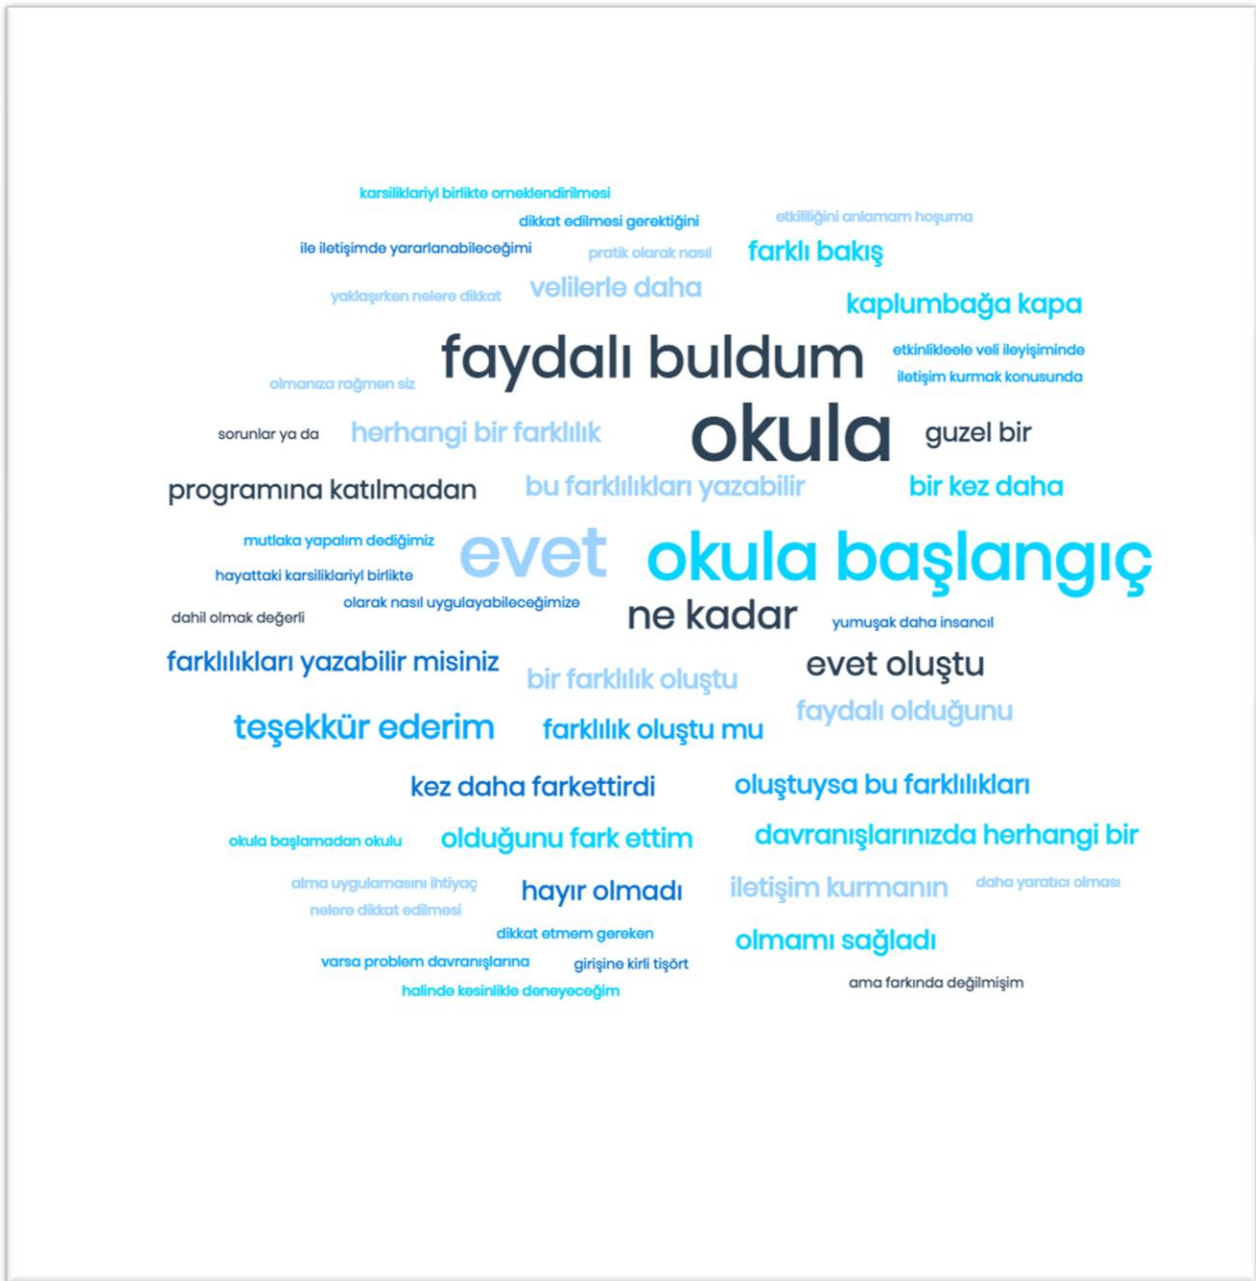 karsiliklariyl birlikte orneklendirilmesi
dikkat edilmesi gerektiğini
etkililiğini anlamam hoşuma
ile iletişimde yararlanabileceğimi
pratik olarak nasıl
farklı bakış
yaklaşırken nelere dikkat
velilerle daha
kaplumbağa kapa
faydalı buldum
etkinlikleele veli ileyişiminde
olmanıza rağmen siz
iletişim kurmak konusunda
sorunlar ya da
herhangi bir farklılık
okula
guzel bir
programına katılmadan
bu farklılıkları yazabilir
bir kez daha
mutlaka yapalım dediğimiz
evet
okula başlangıç
hayattaki karsiliklariyl birlikte
olarak nasıl uygulayabileceğimize
dahil olmak değerli
ne kadar
yumuşak daha insancıl
farklılıkları yazabilir misiniz
bir farklılık oluştu
evet oluştu
teşekkür ederim
farklılık oluştu mu
faydalı olduğunu
kez daha farkettirdi
oluştuysa bu farklılıkları
okula başlamadan okulu
olduğunu fark ettim
davranışlarınızda herhangi bir
alma uygulamasını ihtiyaç
hayır olmadı
iletişim kurmanın
daha yaratıcı olması
nelere dikkat edilmesi
dikkat etmem gereken
olmamı sağladı
varsa problem davranışlarına
girişine kirli tişört
halinde kesinlikle deneyeceğim
ama farkında değilmişim